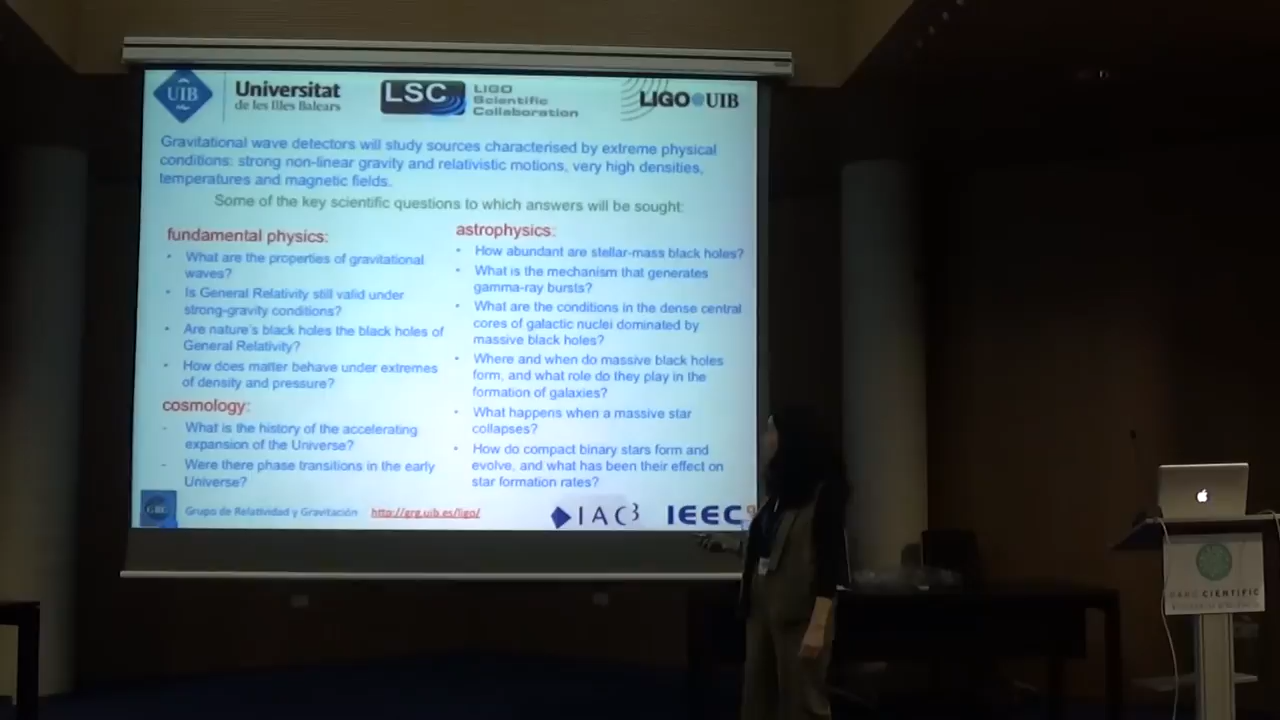 UIB
Universitat
de les Illes Balears
LSC
LIGO
Scientific
Collaboration
LIGO UIB
Gravitational wave detectors will study sources characterised by extreme physical
conditions: strong non-linear gravity and relativistic motions, very high densities,
temperatures and magnetic fields.
Some of the key scientific questions to which answers will be sought:
fundamental physics:
• What are the properties of gravitational
waves?
• Is General Relativity still valid under
strong-gravity conditions?
• Are nature's black holes the black holes of
General Relativity?
• How does matter behave under extremes
of density and pressure?
cosmology:
- What is the history of the accelerating
expansion of the Universe?
- Were there phase transitions in the early
Universe?
astrophysics:
• How abundant are stellar-mass black holes?
• What is the mechanism that generates
gamma-ray bursts?
• What are the conditions in the dense central
cores of galactic nuclei dominated by
massive black holes?
• Where and when do massive black holes
form, and what role do they play in the
formation of galaxies?
• What happens when a massive star
collapses?
• How do compact binary stars form and
evolve, and what has been their effect on
star formation rates?
GRG
Grupo de Relatividad y Gravitación
http://grg.uib.es/ligo/
IAC3
IEEC
PARC CIENTÍFIC